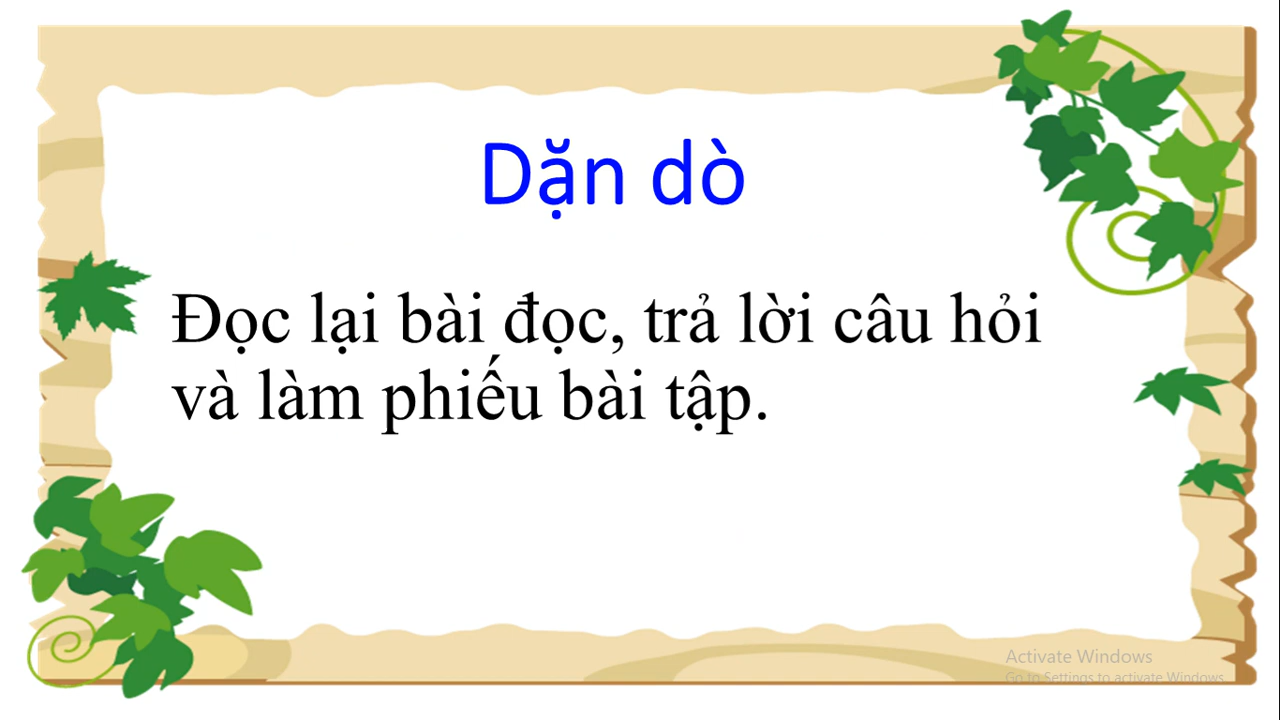 Dặn dò
Đọc lại bài đọc, trả lời câu hỏi
và làm phiếu bài tập.
Activate Windows
Go to Settings to activate Windows.